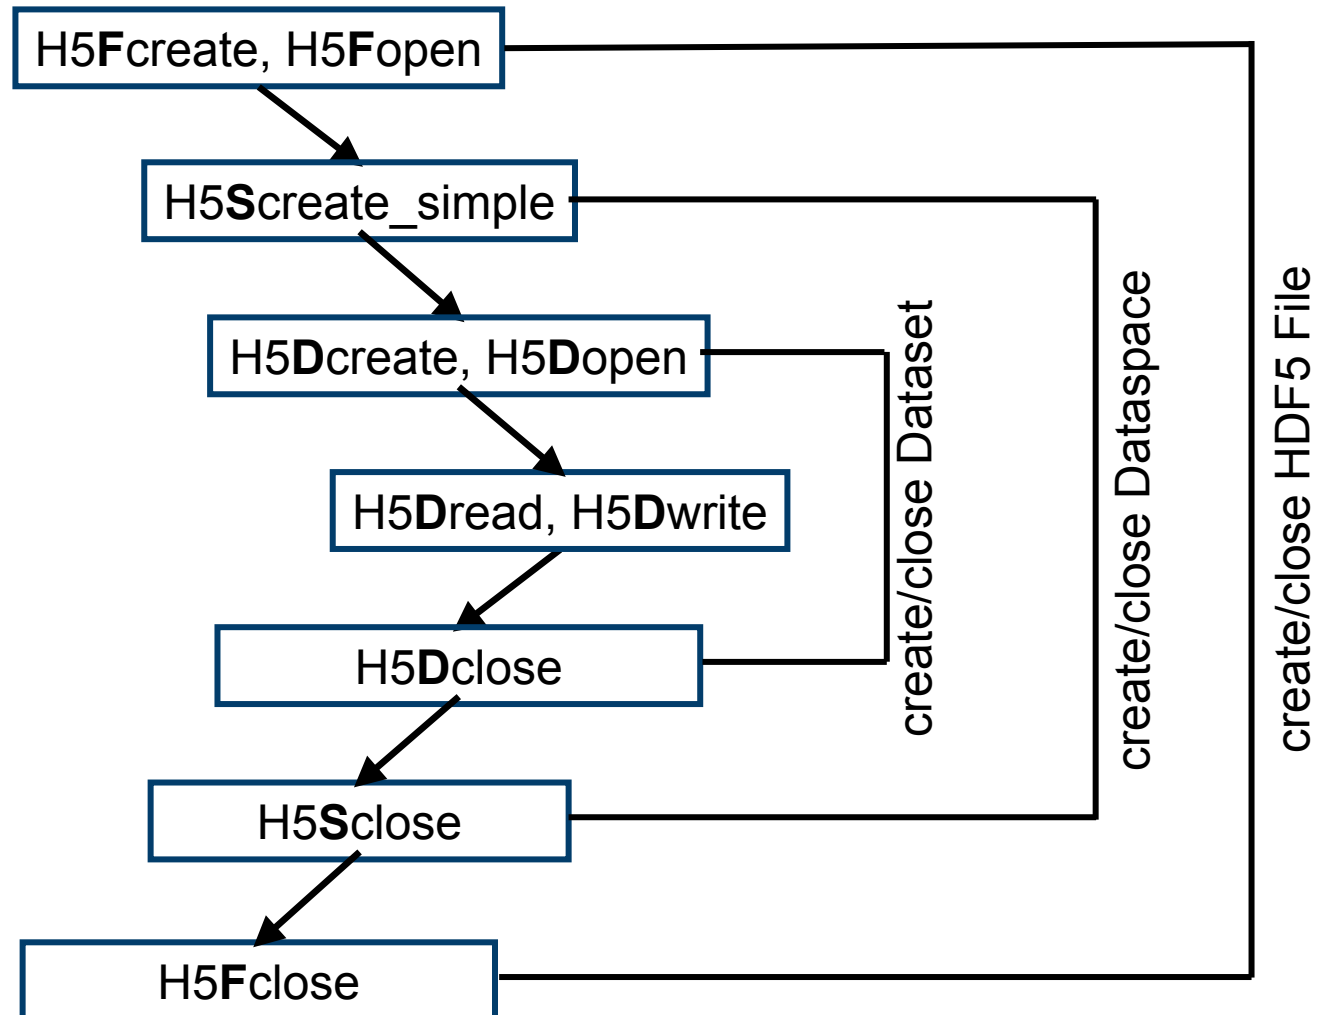 H5Fcreate, H5Fopen
H5Screate_simple
H5Dcreate, H5Dopen
H5Dread, H5Dwrite
H5Dclose
H5Sclose
H5Fclose
create/close Dataset
create/close Dataspace
create/close HDF5 File